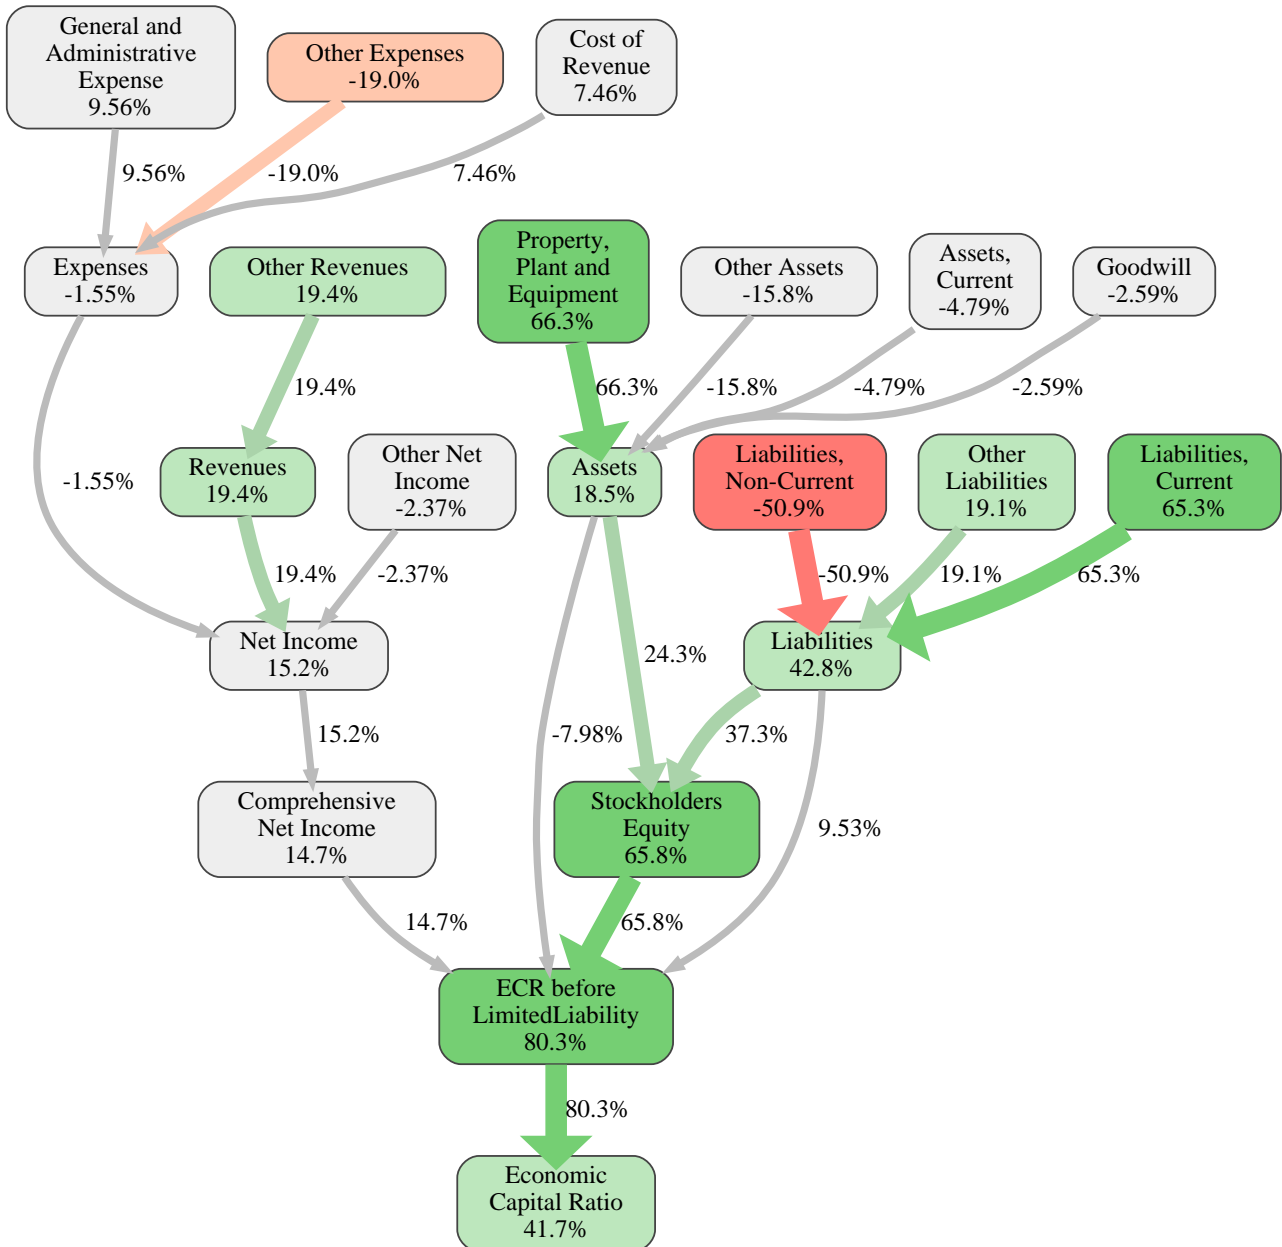 General and
Administrative
Expense
9.56%
Other Expenses
-19.0%
Cost of
Revenue
7.46%
9.56%
-19.0%
7.46%
Expenses
-1.55%
Other Revenues
19.4%
Property,
Plant and
Equipment
66.3%
Other Assets
-15.8%
Assets,
Current
-4.79%
Goodwill
-2.59%
19.4%
66.3%
-15.8%
-4.79%
-2.59%
-1.55%
Revenues
19.4%
Other Net
Income
-2.37%
Assets
18.5%
Liabilities,
Non-Current
-50.9%
Other
Liabilities
19.1%
Liabilities,
Current
65.3%
19.4%
-2.37%
-50.9%
19.1%
65.3%
Net Income
15.2%
24.3%
Liabilities
42.8%
15.2%
-7.98%
37.3%
Comprehensive
Net Income
14.7%
Stockholders
Equity
65.8%
9.53%
14.7%
65.8%
ECR before
LimitedLiability
80.3%
80.3%
Economic
Capital Ratio
41.7%